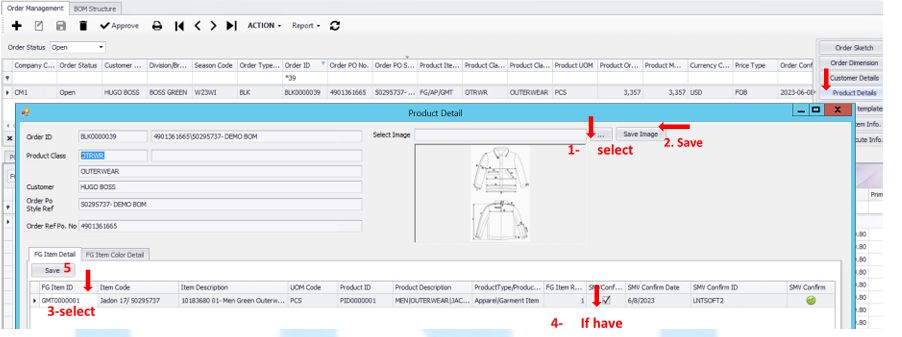 Order Management BOM Structure
Approve ACTION Report
Order Status Open
Order Sketch
Company C... Order Status Customer ... Division/Br... Season Code Order Type... Order ID Order PO No. Order PO S... Product Ite... Product Cla... Product Cla... Product UOM Product Or... Product M... Currency C... Price Type Order Conf
Order Dimension
*39
Customer Details
CM1 Open HUGO BOSS BOSS GREEN W23WI BLK BLK0000039 4901361665 50295737- ... FG/AP/GMT OTRWR OUTERWEAR PCS 3,357 3,357 USD FOB 2023-06-08
Product Details
Product Detail
template
Order ID BLK0000039 4901361665\50295737- DEMO BOM
Select Image ... Save Image
em Info.
1- select 2. Save
cute Info.
Product Class OTRWR
OUTERWEAR
Customer HUGO BOSS
Order Po
Style Ref 50295737- DEMO BOM
Prim
Order Ref Po. No 4901361665
FG Item Detail FG Item Color Detail
Save 5
FG Item ID Item Code Item Description UOM Code Product ID Product Description ProductType/Produc... FG Item R... SMV Conf... SMV Confirm Date SMV Confirm ID SMV Confirm
GMT0000001 Jadon 17/ 50295737 10183680 01- Men Green Outerw... PCS PID0000001 MEN|OUTERWEAR|JAC... Apparel/Garment Item 1 6/8/2023 LNTSOFT2
3-select
4- If have